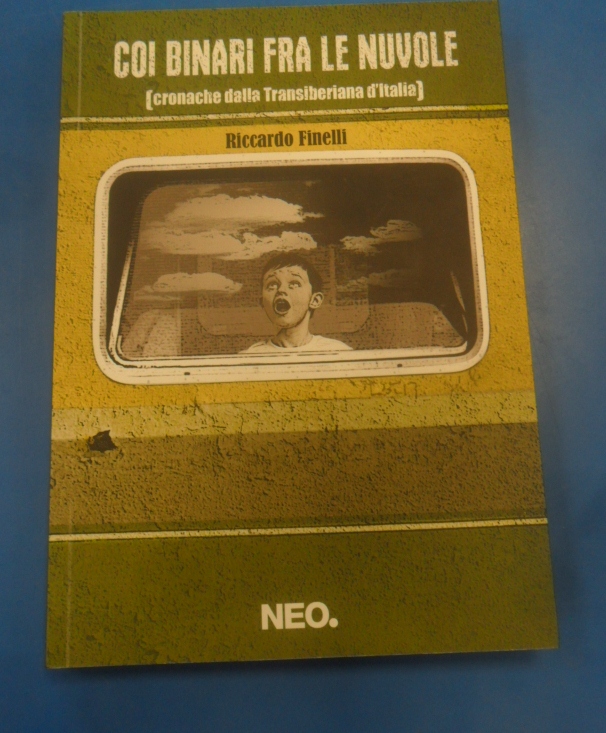 COI BINARI FRA LE NUVOLE
(cronache dalla Transiberiana d'Italia)
Riccardo Finelli
NEO.